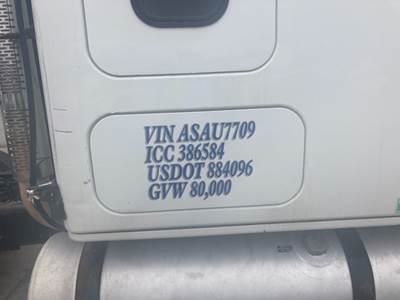 VIN ASAU7709
ICC 386584
USDOT 884096
GVW 80,000